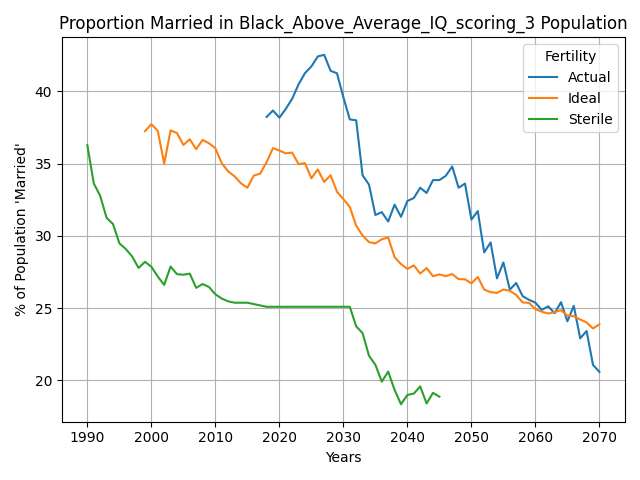 Proportion Married in Black_Above_Average_IQ_scoring_3 Population
% of Population 'Married'
40
35
30
25
20
Fertility
Actual
Ideal
Sterile
1990 2000 2010 2020 2030 2040 2050 2060 2070
Years